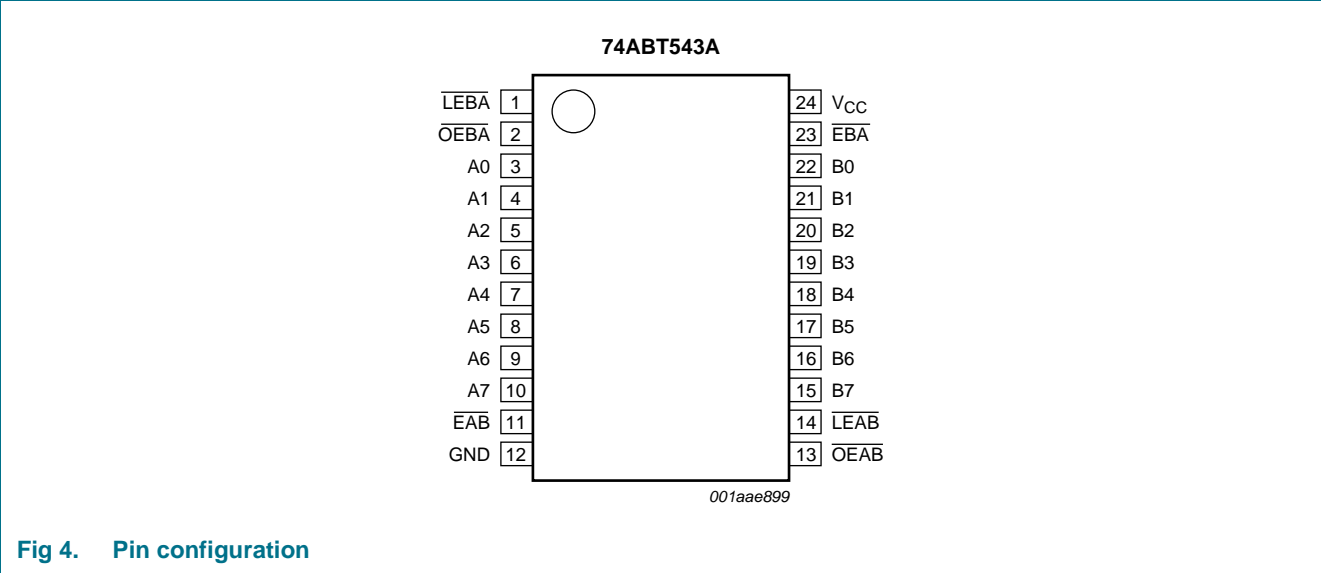 74ABT543A
LEBA 1 24 VCC
OEBA 2 23 EBA
A0 3 22 B0
A1 4 21 B1
A2 5 20 B2
A3 6 19 B3
A4 7 18 B4
A5 8 17 B5
A6 9 16 B6
A7 10 15 B7
EAB 11 14 LEAB
GND 12 13 OEAB
001aae899
Fig 4. Pin configuration